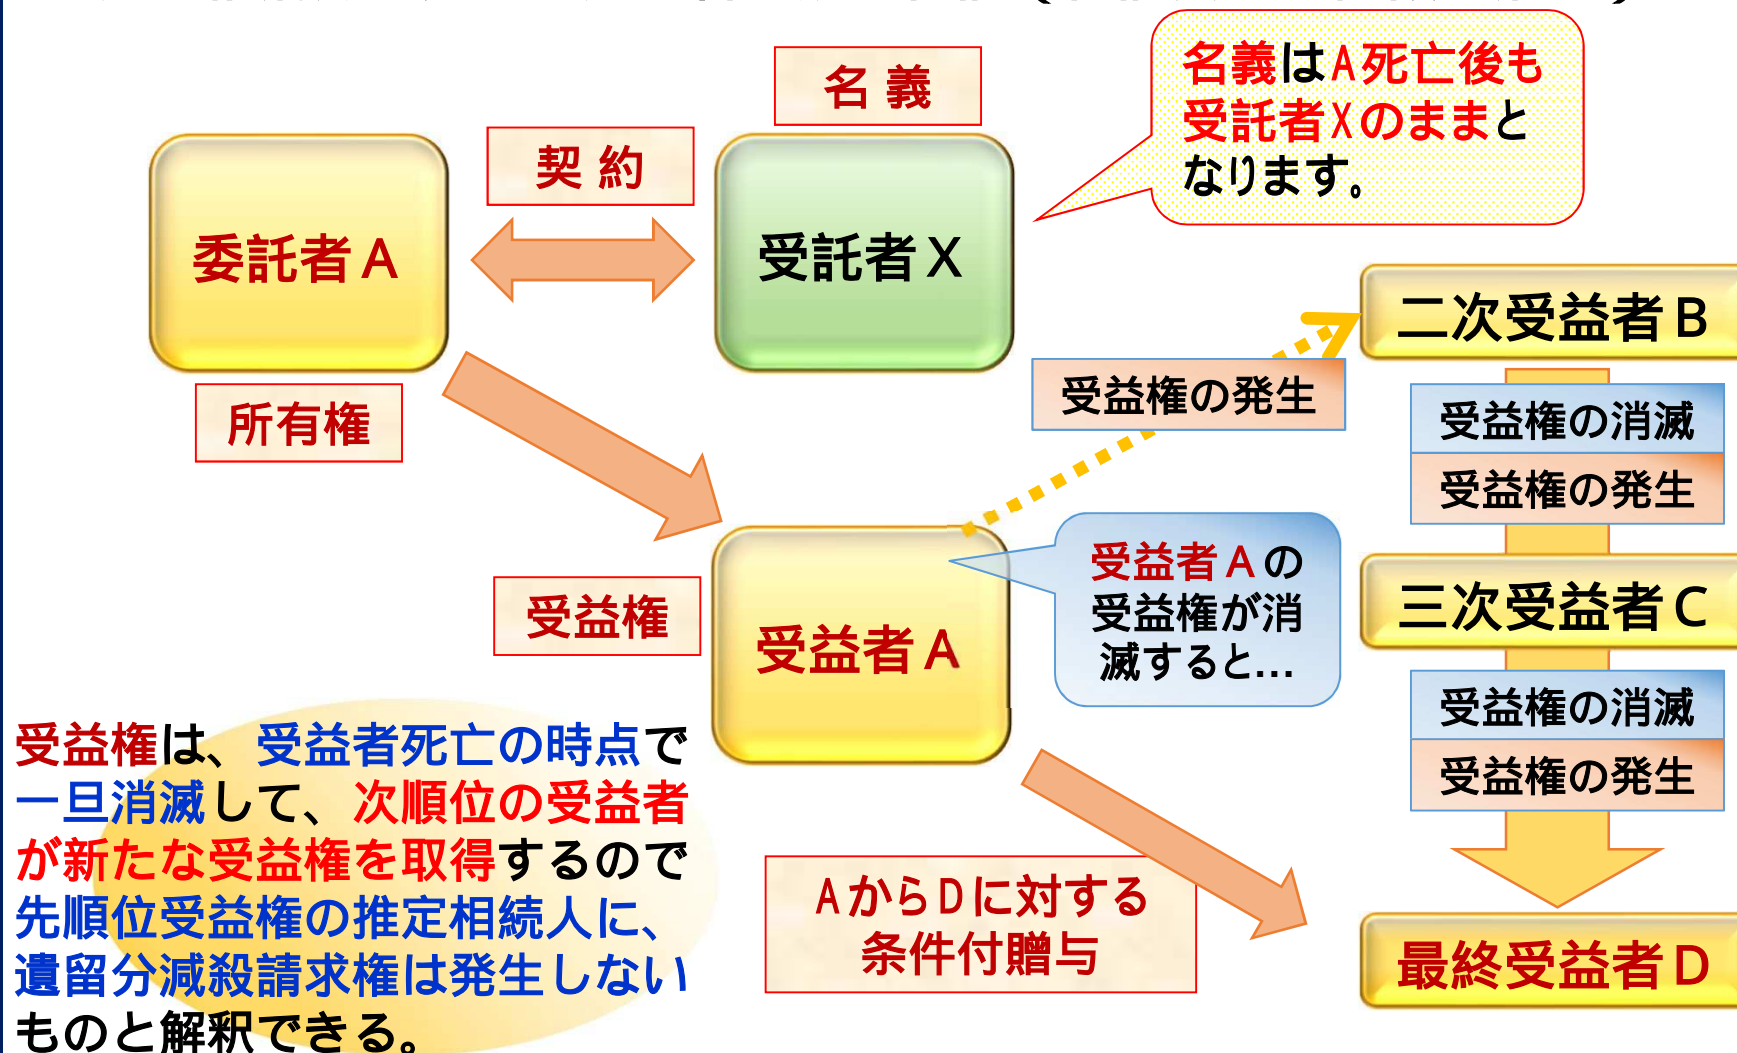 名義
名義はA死亡後も
受託者Xのままと
なります。
契約
委託者A
受託者X
二次受益者B
受益権の発生
所有権
受益権の消滅
受益権の発生
受益者Aの
受益権が消
滅すると…
三次受益者C
受益権
受益者A
受益権の消滅
受益権の発生
受益権は、受益者死亡の時点で
一旦消滅して、次順位の受益者
が新たな受益権を取得するので
先順位受益権の推定相続人に、
遺留分減殺請求権は発生しない
ものと解釈できる。
AからDに対する
条件付贈与
最終受益者D